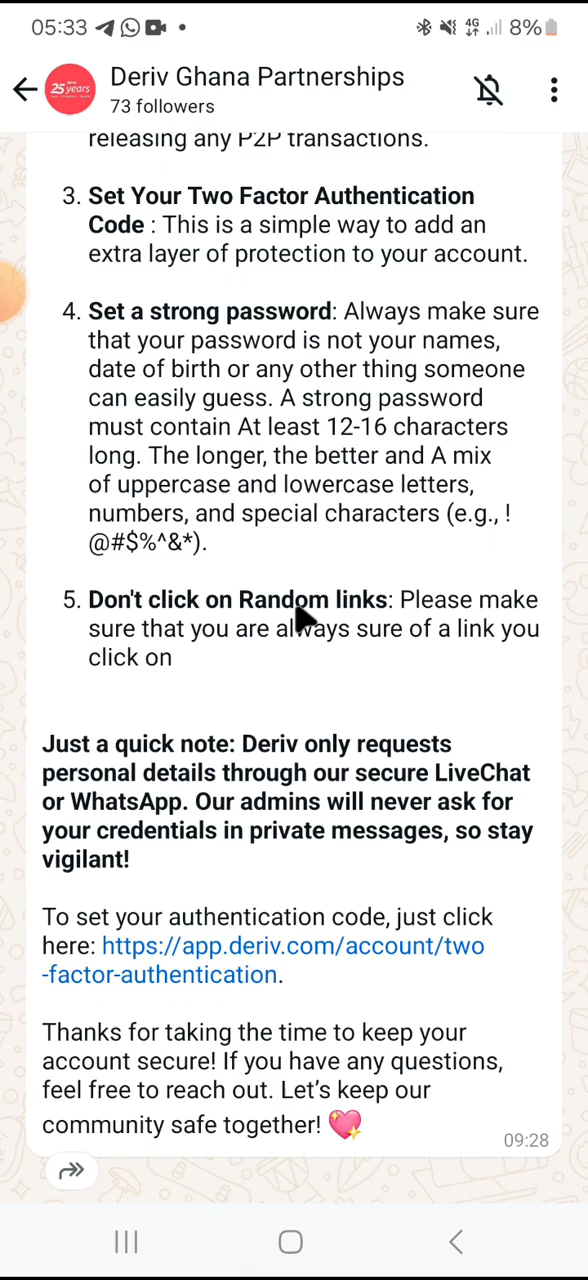 05:33
4G
8%
deriv
25 years
Deriv Ghana Partnerships
73 followers
releasing any P2P transactions.
3. Set Your Two Factor Authentication
Code : This is a simple way to add an
extra layer of protection to your account.
4. Set a strong password: Always make sure
that your password is not your names,
date of birth or any other thing someone
can easily guess. A strong password
must contain At least 12-16 characters
long. The longer, the better and A mix
of uppercase and lowercase letters,
numbers, and special characters (e.g., !
@#$%^&*).
5. Don't click on Random links: Please make
sure that you are always sure of a link you
click on
Just a quick note: Deriv only requests
personal details through our secure LiveChat
or WhatsApp. Our admins will never ask for
your credentials in private messages, so stay
vigilant!
To set your authentication code, just click
here: https://app.deriv.com/account/two
-factor-authentication.
Thanks for taking the time to keep your
account secure! If you have any questions,
feel free to reach out. Let’s keep our
community safe together! 💖
09:28